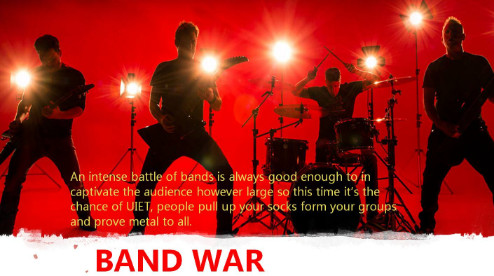 An intense battle of bands is always good enough to in
captivate the audience however large so this time it's the
chance of UIET, people pull up your socks form your groups
and prove metal to all.
BAND WAR